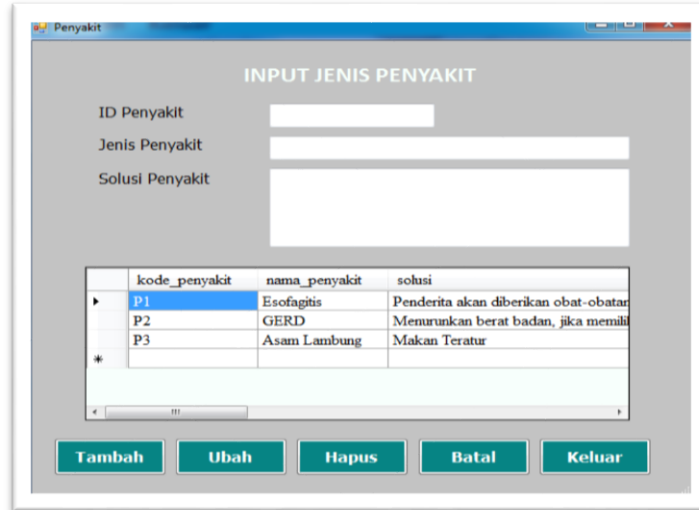 Penyakit
INPUT JENIS PENYAKIT
ID Penyakit
Jenis Penyakit
Solusi Penyakit
kode_penyakit nama_penyakit solusi
P1 Esofagitis Penderita akan diberikan obat-obatan
P2 GERD Menurunkan berat badan, jika
P3 Asam Lambung Makan Teratur
Tambah Ubah Hapus Batal Keluar